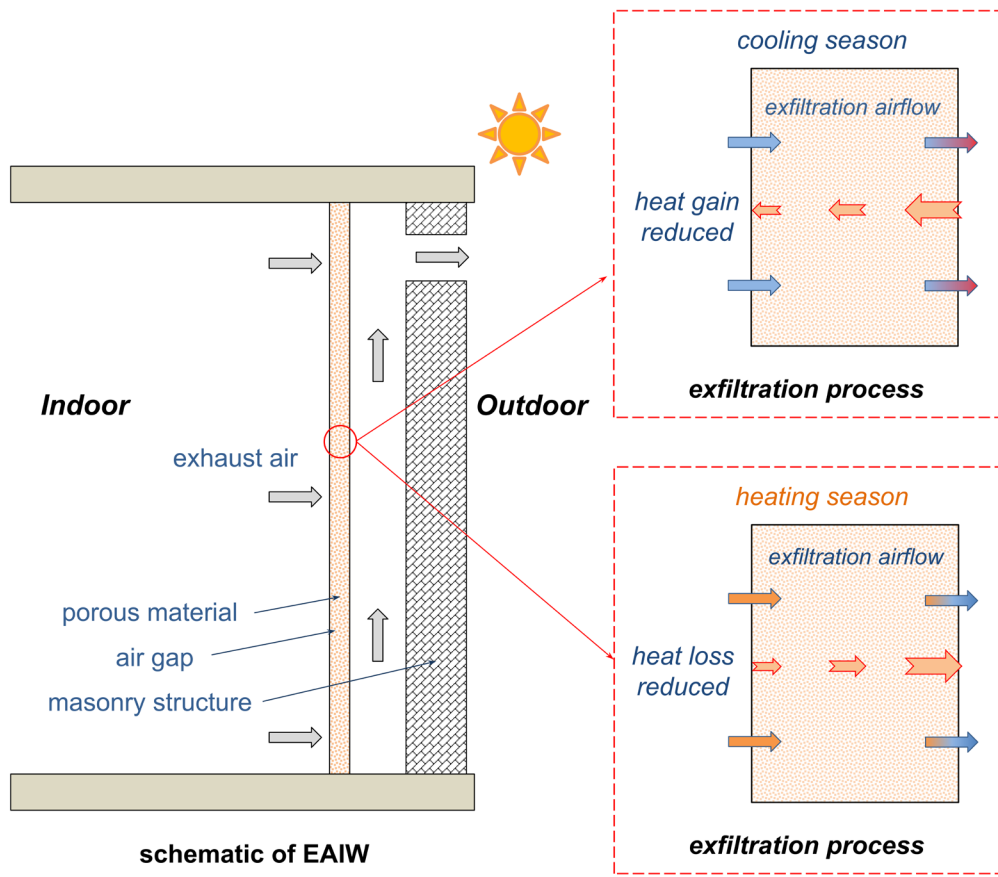 Indoor
exhaust air
porous material
air gap
masonry structure
Outdoor
schematic of EAIW
cooling season
exfiltration airflow
heat gain
reduced
exfiltration process
heating season
exfiltration airflow
heat loss
reduced
exfiltration process